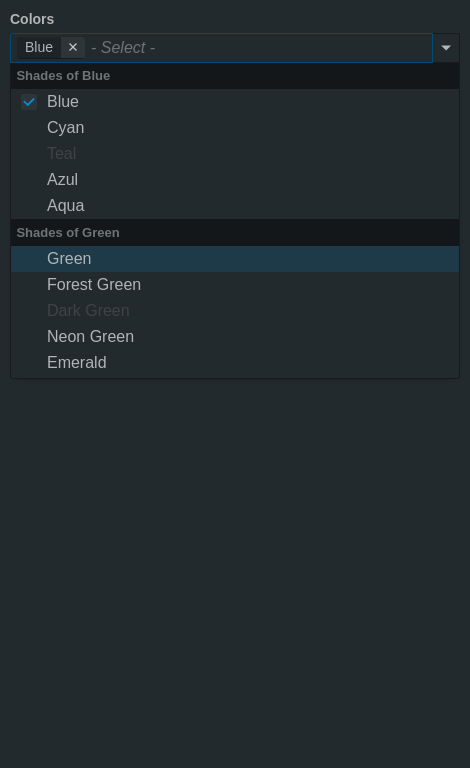 Colors
Blue ✕ - Select -
Shades of Blue
Blue
Cyan
Teal
Azul
Aqua
Shades of Green
Green
Forest Green
Dark Green
Neon Green
Emerald